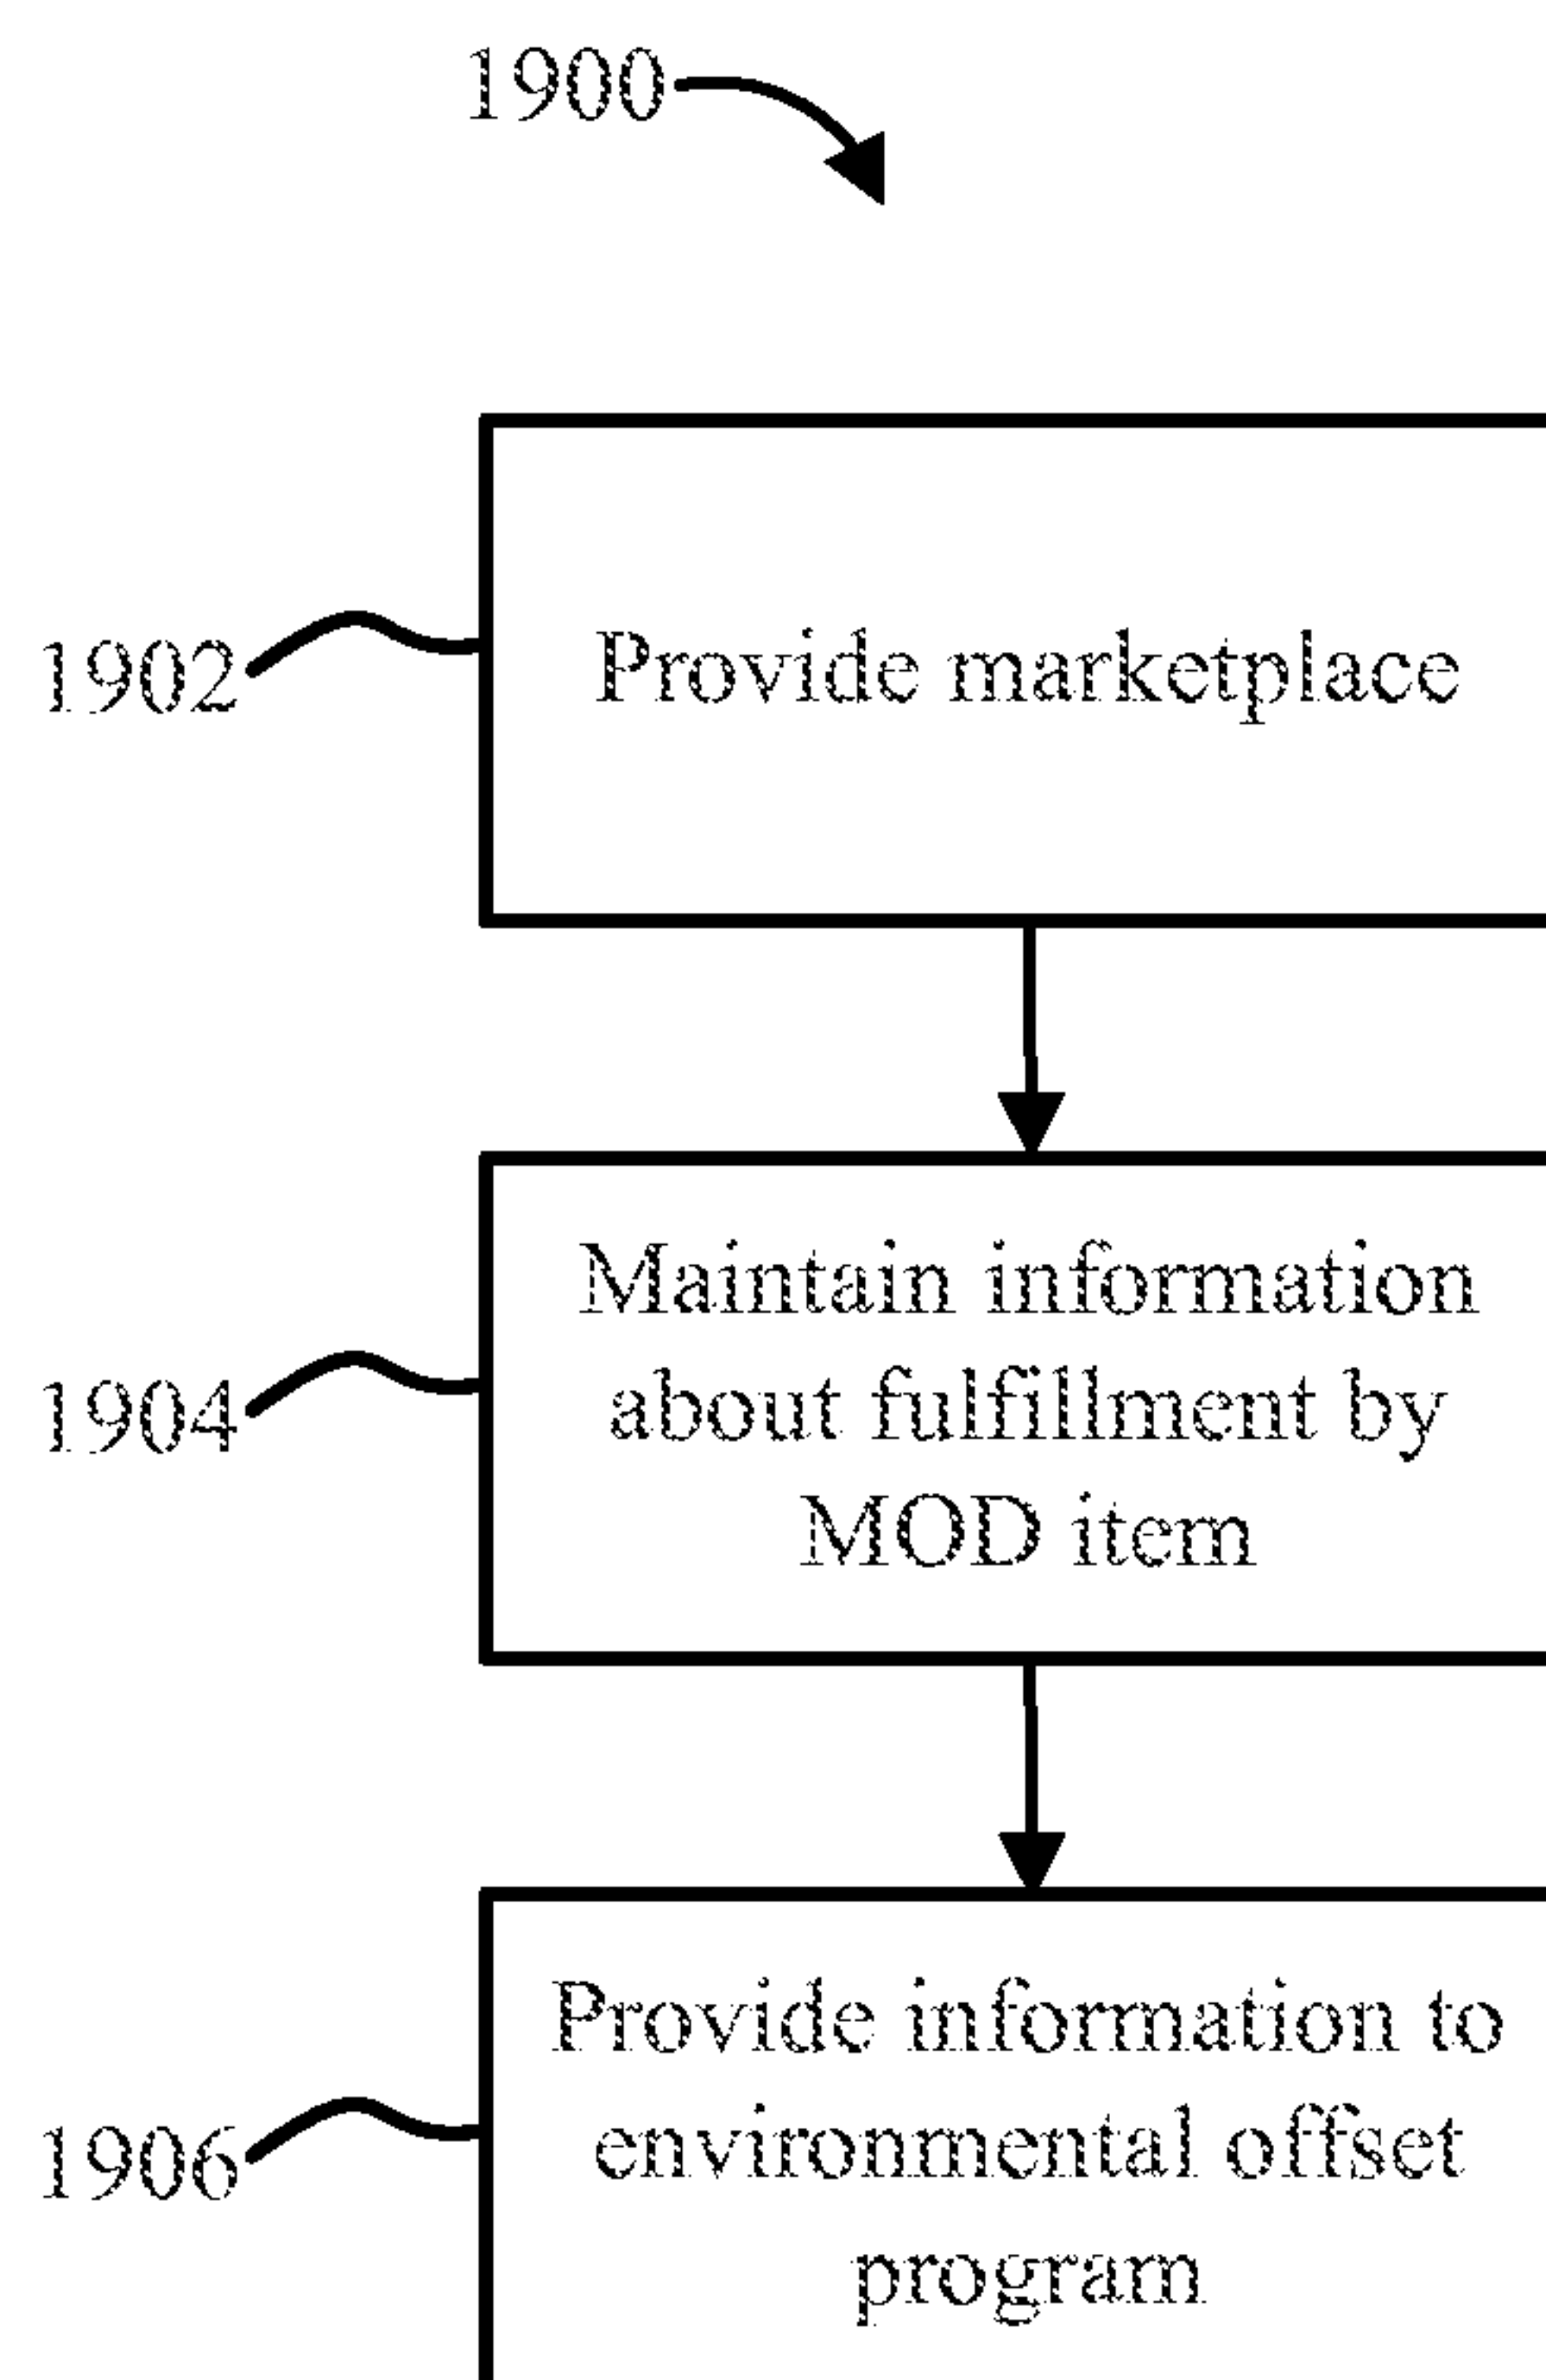 1900
1902
Provide marketplace
Maintain information
about fulfillment by
MOD item
1904
Provide information to
environmental offset
program
1906